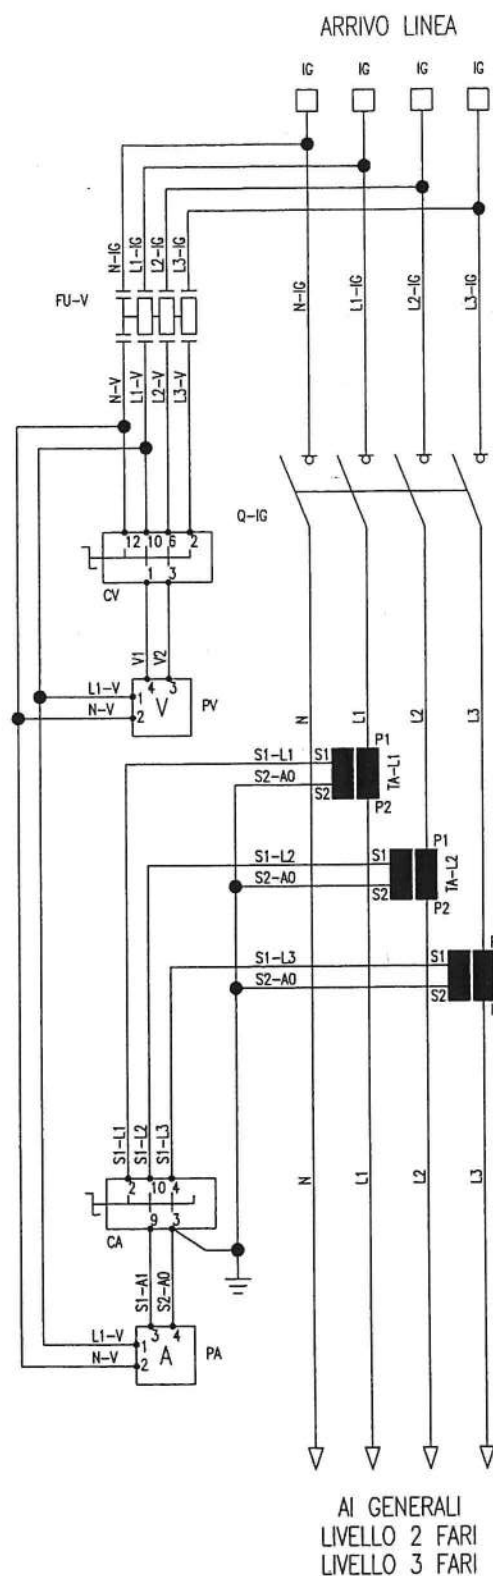 ARRIVO LINEA
IG IG IG IG
N-IG L1-IG L2-IG L3-IG
N-IG L1-IG L2-IG L3-IG
FU-V
N-V L1-V L2-V L3-V
Q-IG
12 10 6 2
1 3
CV
V1 V2
L1-V 1 4 3
N-V 2 V PV
N L1 L2 L3
S1-L1 S1 P1
S2-A0 S2 P2 TA-L1
S1-L2 S1 P1
S2-A0 S2 P2 TA-L2
S1-L3 S1
S2-A0 S2
S1-L1 S1-L2 S1-L3
N L1 L2 L3
2 10 4
9 3
CA
S1-A1 S2-A0
L1-V 1 3 4
N-V 2 A PA
AI GENERALI
LIVELLO 2 FARI
LIVELLO 3 FARI